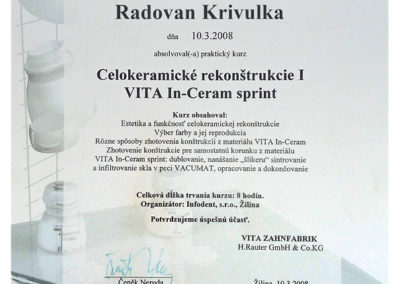 Radovan Krivulka
dňa 10.3.2008
absolvoval(-a) praktický kurz
Celokeramické rekonštrukcie I
VITA In-Ceram sprint
Kurz obsahoval:
Estetika a funkčnosť celokeramickej rekonštrukcie
Výber farby a jej reprodukcia
Rôzne spôsoby zhotovenia konštrukcií z materiálu VITA In-Ceram
Zhotovenie konštrukcie pre samostatnú korunku z materiálu
VITA In-Ceram sprint: dublovanie, nanášanie „šlikeru“ sintrovanie
a infiltrovanie skla v peci VACUMAT, opracovanie a dokončovanie
Celková dĺžka trvania kurzu: 8 hodín.
Organizátor: Infodent, s.r.o., Žilina
Potvrdzujeme úspešnú účasť.
VITA ZAHNFABRIK
H.Rauter GmbH & Co.KG
Čeněk Neruda
Žilina, 10.3.2008